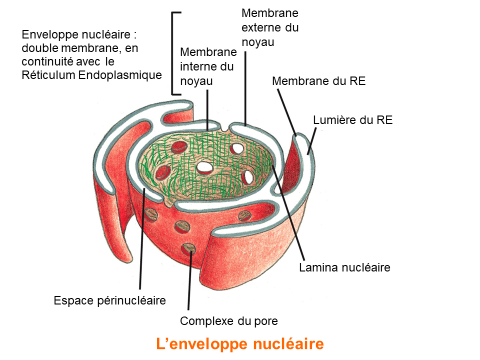 Enveloppe nucléaire :
double membrane, en
continuité avec le
Réticulum Endoplasmique
Membrane
externe du
noyau
Membrane
interne du
noyau
Membrane du RE
Lumière du RE
Lamina nucléaire
Espace périnucléaire
Complexe du pore
L'enveloppe nucléaire